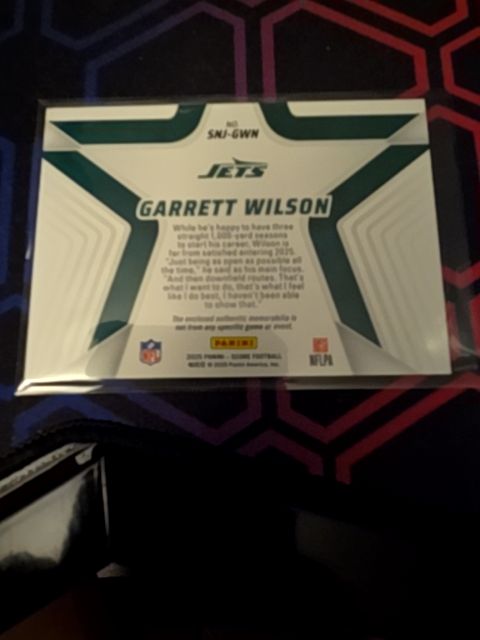 NO.
SNJ-GWN
JETS
GARRETT WILSON
While he's happy to have three
straight 1,000-yard seasons
to start his career, Wilson is
far from satisfied entering 2025.
"Just being as open as possible all
the time," he said as his main focus.
"And then downfield routes. That's
what I want to do, that's what I feel
like I do best, I haven't been able
to show that."
The enclosed authentic memorabilia is
not from any specific game or event.
PANINI
2025 PANINI - SCORE FOOTBALL
© 2025 Panini America, Inc.
NFL
NFLPA